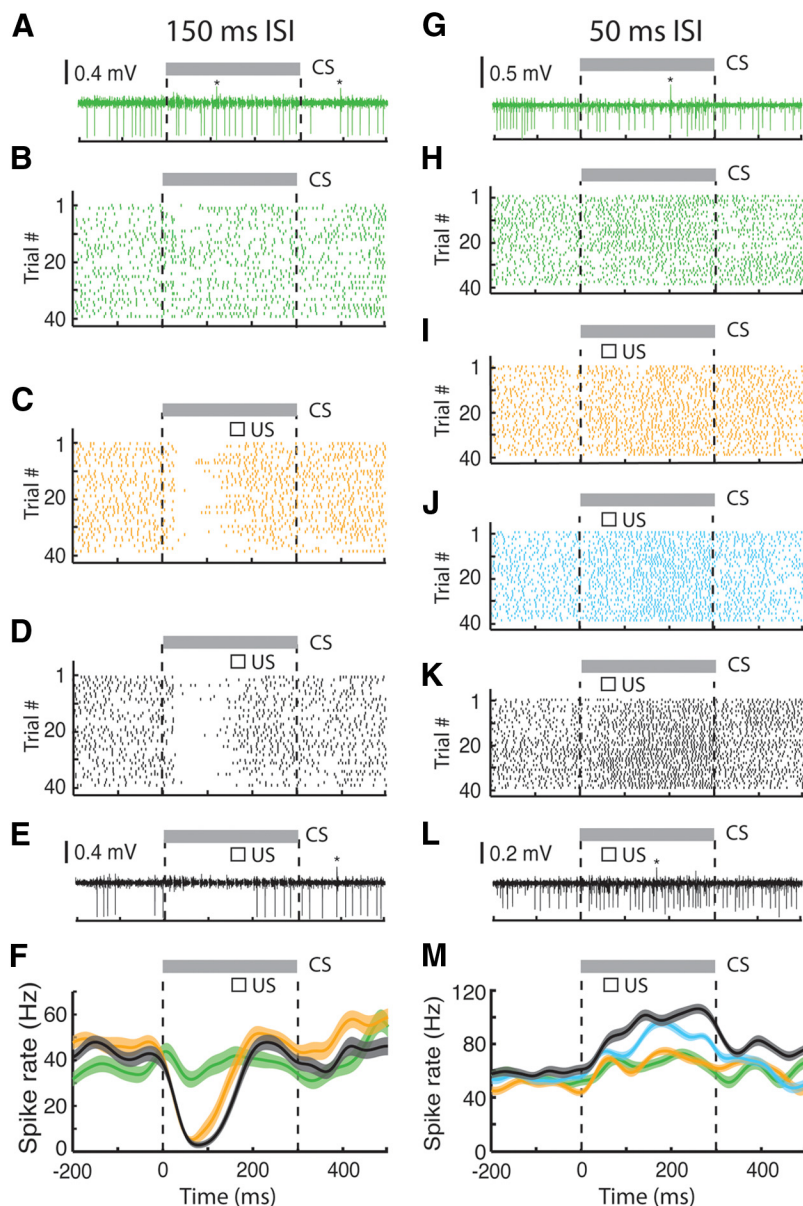 A
150 ms ISI
0.4 mV
CS
*
*
B
CS
Trial #
1
20
40
C
CS
US
Trial #
1
20
40
D
CS
US
Trial #
1
20
40
E
0.4 mV
CS
US
*
F
CS
US
Spike rate (Hz)
60
40
20
0
-200
0
200
400
Time (ms)
G
50 ms ISI
0.5 mV
CS
*
H
CS
Trial #
1
20
40
I
CS
US
Trial #
1
20
40
J
CS
US
Trial #
1
20
40
K
CS
US
Trial #
1
20
40
L
0.2 mV
CS
US
*
M
CS
US
Spike rate (Hz)
120
80
40
0
-200
0
200
400
Time (ms)